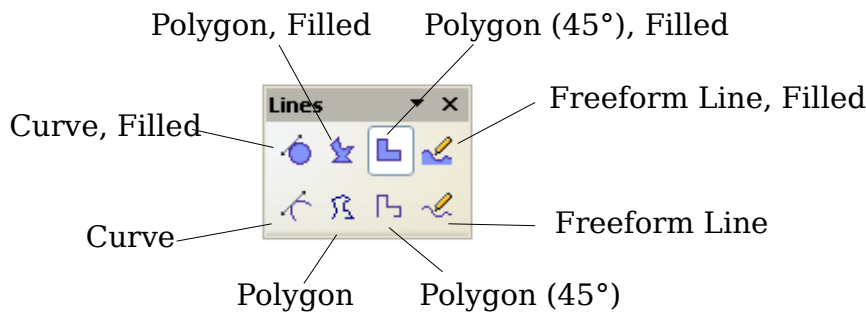 Polygon, Filled
Polygon (45°), Filled
Lines
Freeform Line, Filled
Curve, Filled
Curve
Freeform Line
Polygon
Polygon (45°)